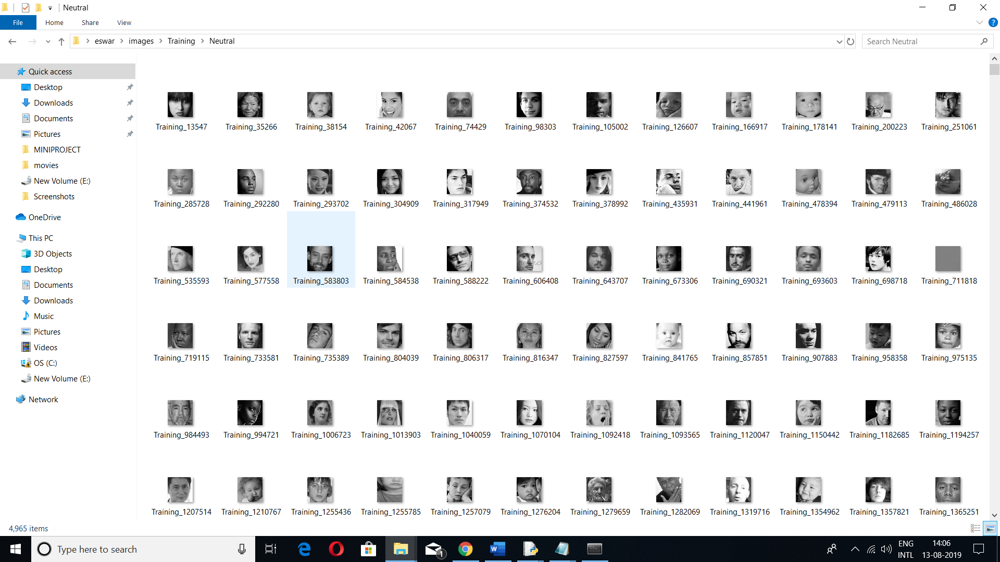 Neutral
File Home Share View
eswar images Training Neutral
Search Neutral
Quick access
Desktop
Downloads
Documents
Pictures
MINIPROJECT
movies
New Volume (E:)
Screenshots
OneDrive
This PC
3D Objects
Desktop
Documents
Downloads
Music
Pictures
Videos
OS (C:)
New Volume (E:)
Network
Training_13547 Training_35266 Training_38154 Training_42067 Training_74429 Training_98303 Training_105002 Training_126607 Training_166917 Training_178141 Training_200223 Training_251061
Training_285728 Training_292280 Training_293702 Training_304909 Training_317949 Training_374532 Training_378992 Training_435931 Training_441961 Training_478394 Training_479113 Training_486028
Training_535593 Training_577558 Training_583803 Training_584538 Training_588222 Training_606408 Training_643707 Training_673306 Training_690321 Training_693603 Training_698718 Training_711818
Training_719115 Training_733581 Training_735389 Training_804039 Training_806317 Training_816347 Training_827597 Training_841765 Training_857851 Training_907883 Training_958358 Training_975135
Training_984493 Training_994721 Training_1006723 Training_1013903 Training_1040059 Training_1070104 Training_1092418 Training_1093565 Training_1120047 Training_1150442 Training_1182685 Training_1194257
Training_1207514 Training_1210767 Training_1255436 Training_1255785 Training_1257079 Training_1276204 Training_1279659 Training_1282069 Training_1319716 Training_1354962 Training_1357821 Training_1365251
4,965 items
Type here to search
1
ENG
INTL
14:06
13-08-2019